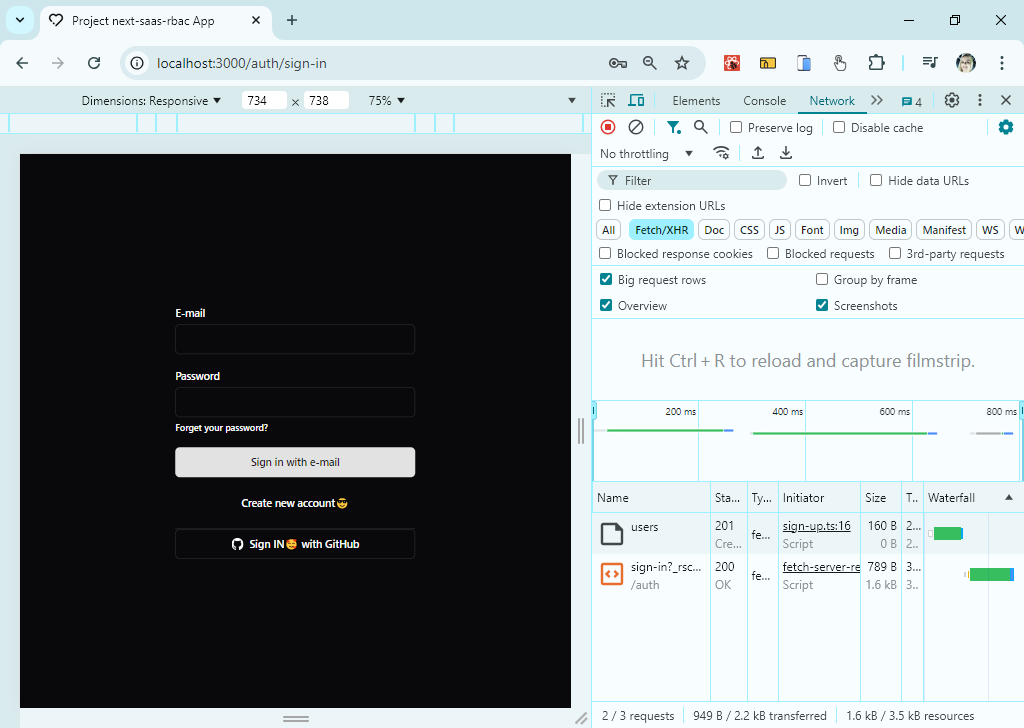 Project next-saas-rbac App
localhost:3000/auth/sign-in
Dimensions: Responsive 734 × 738 75%
E-mail
Password
Forget your password?
Sign in with e-mail
Create new account😎
Sign IN🥰 with GitHub
Elements Console Network 4
Preserve log Disable cache
No throttling
Filter Invert Hide data URLs
Hide extension URLs
All Fetch/XHR Doc CSS JS Font Img Media Manifest WS W
Blocked response cookies Blocked requests 3rd-party requests
Big request rows Group by frame
Overview Screenshots
Hit Ctrl + R to reload and capture filmstrip.
200 ms 400 ms 600 ms 800 ms
Name Sta... Ty... Initiator Size T.. Waterfall
users 201 fe... sign-up.ts:16 160 B 2...
Cre... Script 0 B 2..
sign-in?_rsc... 200 fe... fetch-server-re 789 B 3...
/auth OK Script 1.6 kB 3..
2 / 3 requests 949 B / 2.2 kB transferred 1.6 kB / 3.5 kB resources